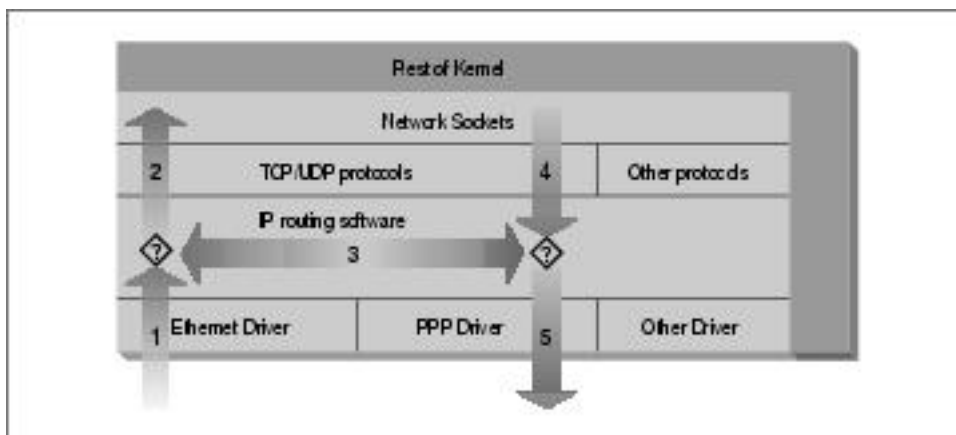 Rest of Kernel
Network Sockets
2 TCP/UDP protocols 4 Other protocols
IP routing software
? 3 ?
1 Ethernet Driver PPP Driver 5 Other Driver